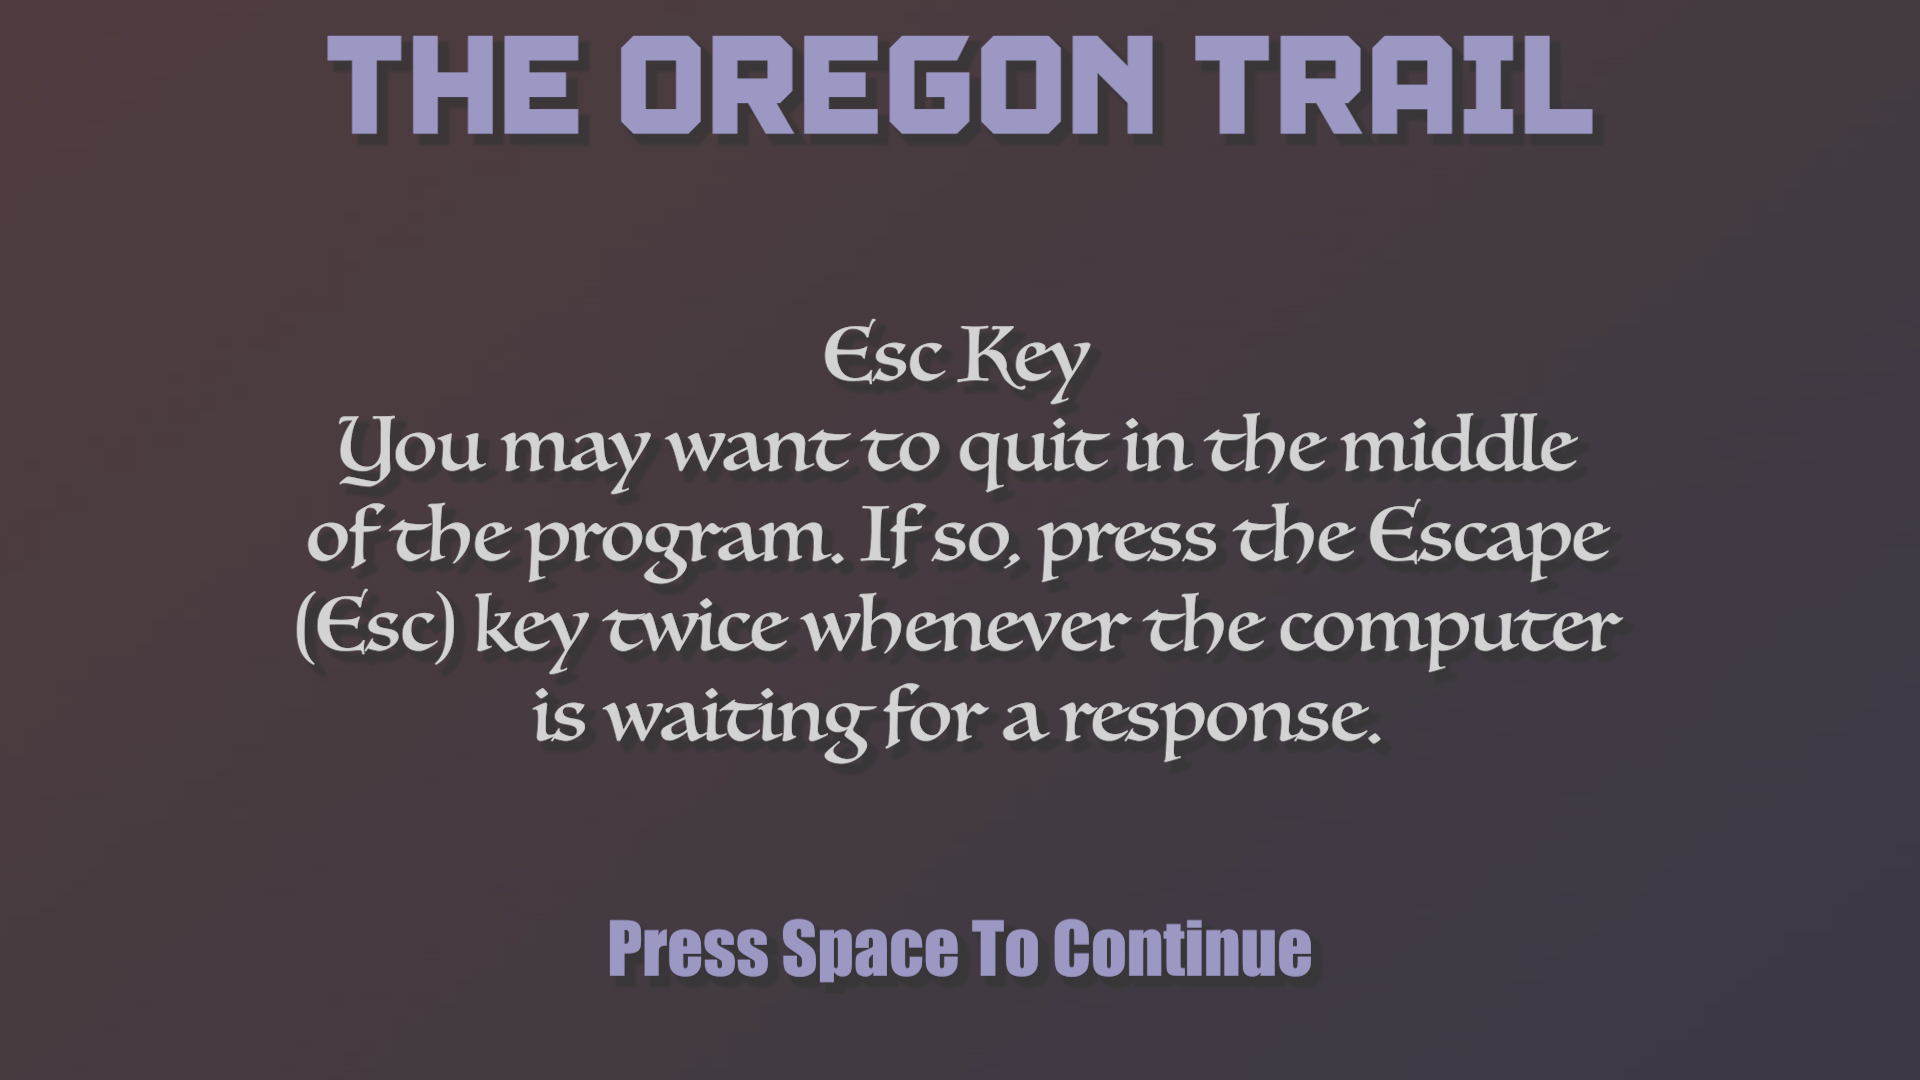 THE OREGON TRAIL
Esc Key
You may want to quit in the middle
of the program. If so, press the Escape
(Esc) key twice whenever the computer
is waiting for a response.
Press Space To Continue